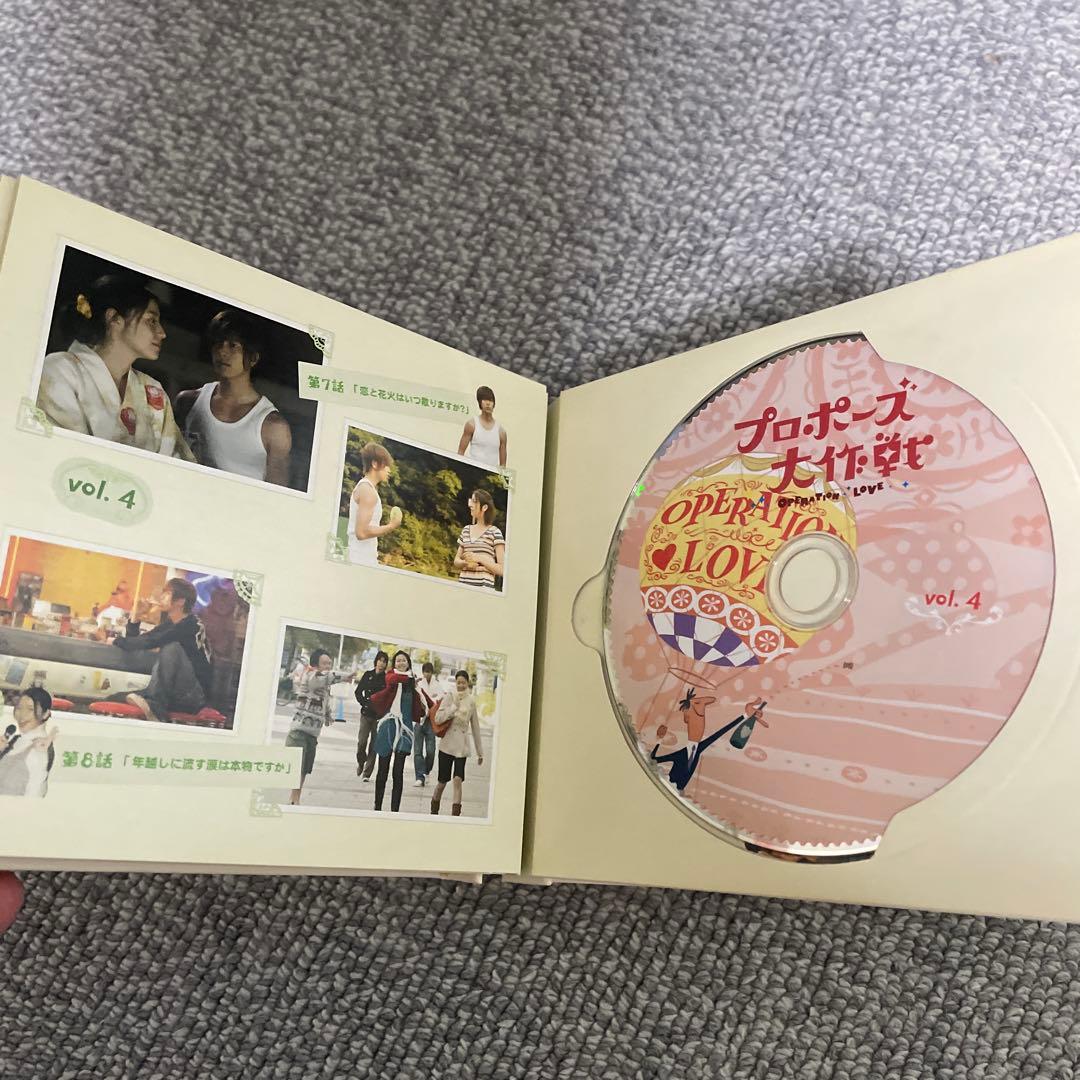 第7話「恋と花火はいつ散りますか?」
vol. 4
第8話「年越しに流す涙は本物ですか」
プロポーズ
大作戦
OPERATION LOVE
OPERATION
LOVE
vol. 4